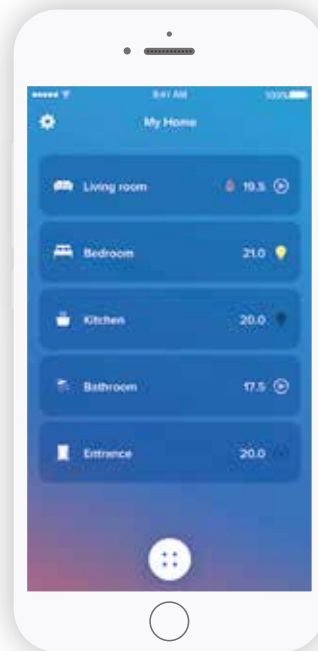 9:41 AM 100%
My Home
Living room 19.5
Bedroom 21.0
Kitchen 20.0
Bathroom 17.5
Entrance 20.0